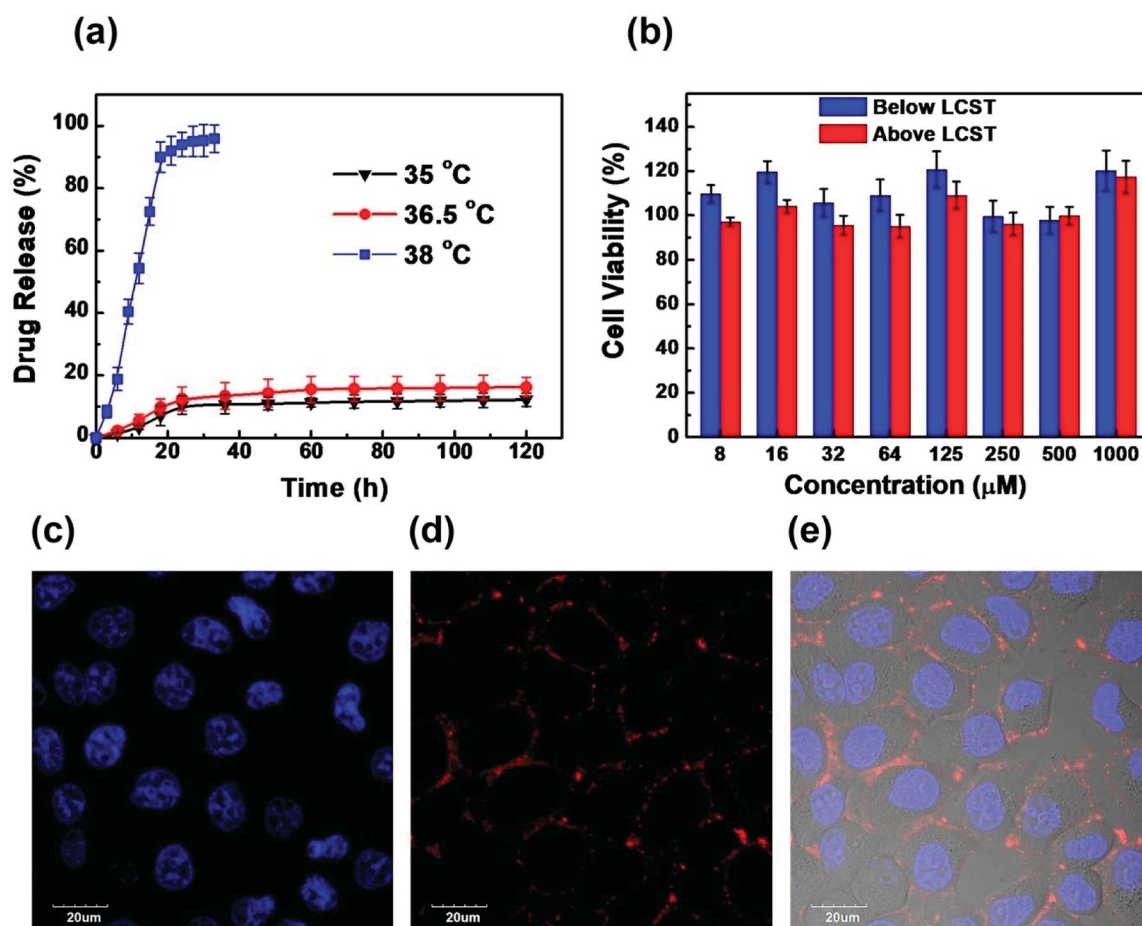 (a)
100
80
60
40
20
0
Drug Release (%)
35 °C
36.5 °C
38 °C
0 20 40 60 80 100 120
Time (h)
(b)
Below LCST
Above LCST
140
120
100
80
60
40
20
0
Cell Viability (%)
8 16 32 64 125 250 500 1000
Concentration (μM)
(c)
20um
(d)
20um
(e)
20um